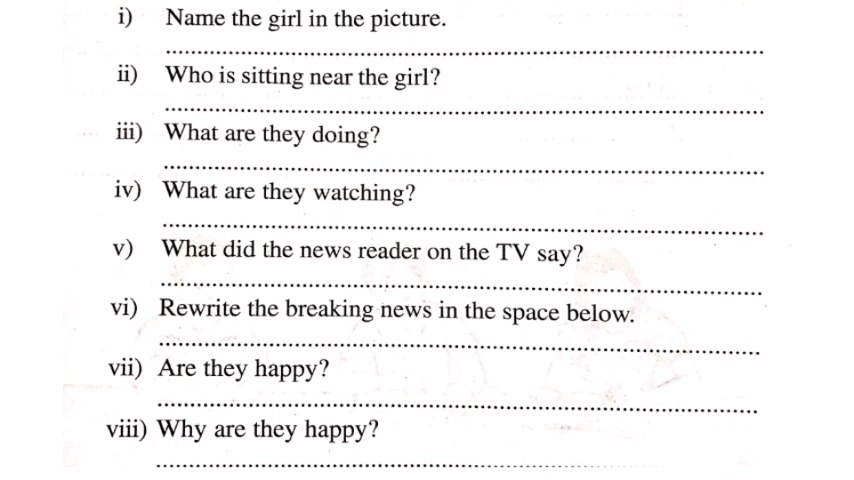 i) Name the girl in the picture.
ii) Who is sitting near the girl?
iii) What are they doing?
iv) What are they watching?
v) What did the news reader on the TV say?
vi) Rewrite the breaking news in the space below.
vii) Are they happy?
viii) Why are they happy?